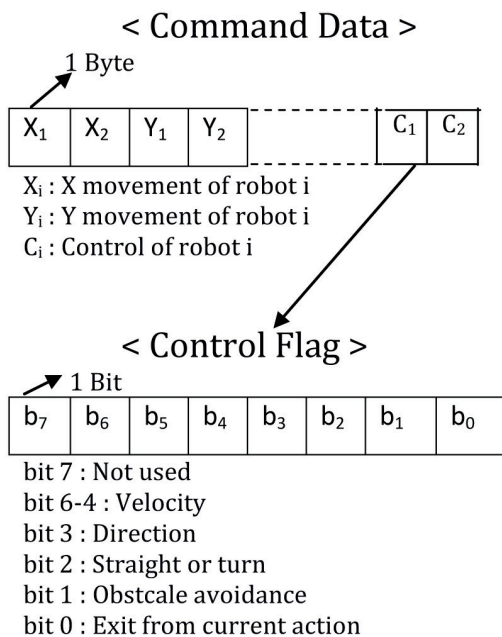 < Command Data >
1 Byte
X₁ X₂ Y₁ Y₂ C₁ C₂
Xᵢ : X movement of robot i
Yᵢ : Y movement of robot i
Cᵢ : Control of robot i
< Control Flag >
1 Bit
b₇ b₆ b₅ b₄ b₃ b₂ b₁ b₀
bit 7 : Not used
bit 6-4 : Velocity
bit 3 : Direction
bit 2 : Straight or turn
bit 1 : Obstcale avoidance
bit 0 : Exit from current action